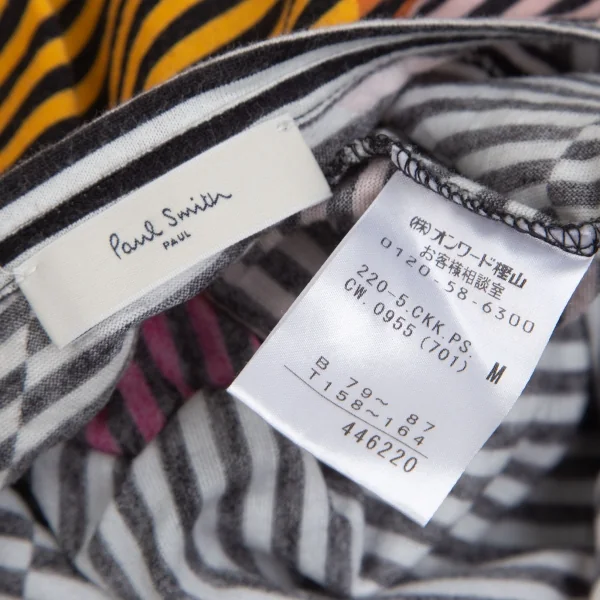 Paul Smith
PAUL
(株)オンワード樫山
お客様相談室
0120-58-6300
220-5.CKK PS.
CW.0955 (701)
M
B 79～ 87
T158～164
446220